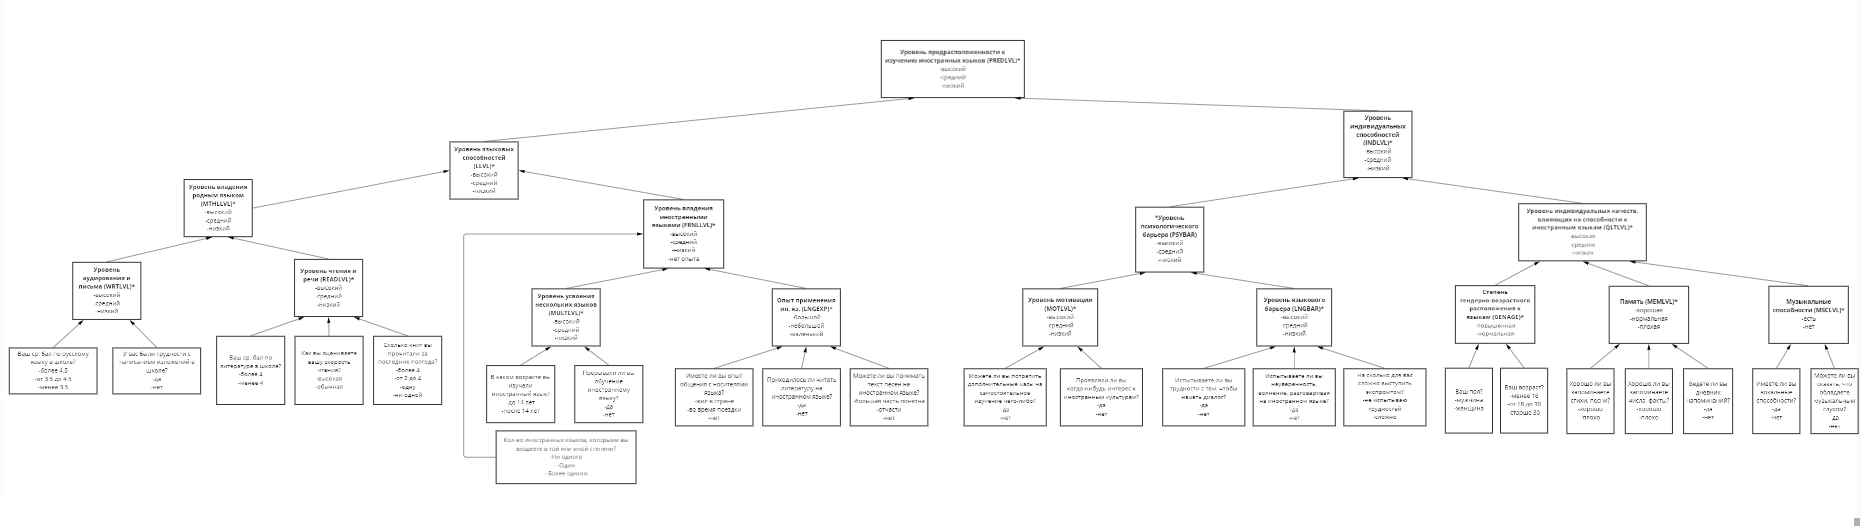 Уровень предрасположенности к
изучению иностранных языков (PREDLVL)*
-высокий
-средний
-низкий
Уровень языковых
способностей
(LLVL)*
-высокий
-средний
-низкий
Уровень
индивидуальных
способностей
(INDLVL)*
-высокий
-средний
-низкий
Уровень владения
родным языком
(MTHLLVL)*
-высокий
-средний
-низкий
Уровень владения
иностранными
языками (FRNLLVL)*
-высокий
-средний
-низкий
-нет опыта
*Уровень
психологического
барьера (PSYBAR)
-высокий
-средний
-низкий
Уровень индивидуальных качеств,
влияющих на способности к
иностранным языкам (QLTLVL)*
-высокая
-средняя
-низкая
Уровень
аудирования и
письма (WRTLVL)*
-высокий
-средний
-низкий
Уровень чтения и
речи (READLVL)*
-высокий
-средний
-низкий
Уровень усвоения
нескольких языков
(MULTLVL)*
-высокий
-средний
-низкий
Опыт применения
ин. яз. (LNGEXP)*
-большой
-небольшой
-маленький
Уровень мотивации
(MOTLVL)*
-высокий
-средний
-низкий
Уровень языкового
барьера (LNGBAR)*
-высокий
-средний
-низкий
Степень
гендерно-возрастного
расположения к
языкам (GENAGE)*
-повышенная
-нормальная
Память (MEMLVL)*
-хорошая
-нормальная
-плохая
Музыкальные
способности (MSCLVL)*
-есть
-нет
Ваш ср. Бал по русскому
языку в школе?
-более 4.5
-от 3.5 до 4.5
-менее 3.5
У вас были трудности с
написанием изложений в
школе?
-да
-нет
Ваш ср. бал по
литературе в школе?
-более 4
-менее 4
Как вы оцениваете
вашу скорость
чтения?
-высокая
-обычная
Сколько книг вы
прочитали за
последние полгода?
-более 4
-от 2 до 4
-одну
-ни одной
В каком возрасте вы
изучали
иностранный язык?
-до 14 лет
-после 14 лет
Прерывали ли вы
обучение
иностранному
языку?
-да
-нет
Имеете ли вы опыт
общения с носителями
языка?
-жил в стране
-во время поездки
-нет
Приходилось ли читать
литературу на
иностранном языке?
-да
-нет
Можете ли вы понимать
текст песен на
иностранном языке?
-большая часть понятна
-отчасти
-нет
Можете ли вы потратить
дополнительные часы на
самостоятельное
изучение чего-либо?
-да
-нет
Проявляли ли вы
когда-нибудь интерес к
иностранным культурам?
-да
-нет
Испытываете ли вы
трудности с тем, чтобы
начать диалог?
-да
-нет
Испытываете ли вы
неуверенность,
волнение, разговаривая
на иностранном языке?
-да
-нет
На сколько для вас
сложно выступить
экспромтом?
-не испытываю
трудностей
-сложно
Ваш пол?
-мужчина
-женщина
Ваш возраст?
-менее 18
-от 18 до 30
старше 30
Хорошо ли вы
запоминаете
стихи, песни?
-хорошо
-плохо
Хорошо ли вы
запоминаете
числа, факты?
-хорошо
-плохо
Ведете ли вы
дневник
напоминаний?
-да
-нет
Имеете ли вы
вокальные
способности?
-да
-нет
Можете ли вы
сказать, что
обладаете
музыкальным
слухом?
да
-нет
Кол-во иностранных языков, которыми вы
владеете в той или иной степени?
-Ни одного
-Один
- Более одного